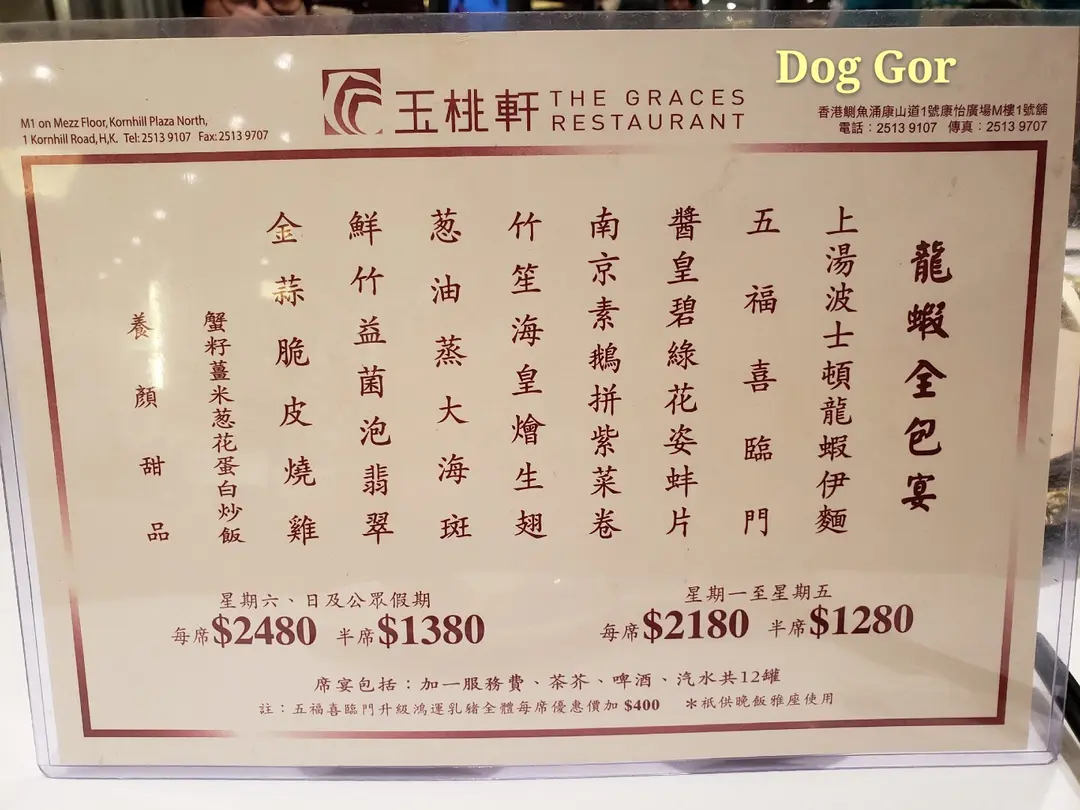 Dog Gor
玉桃軒
THE GRACES
RESTAURANT
M1 on Mezz Floor, Kornhill Plaza North,
1 Kornhill Road, H,K. Tel: 2513 9107 Fax: 2513 9707
香港鰂魚涌康山道1號康怡廣場M樓1號舖
電話：2513 9107 傳真：2513 9707
龍蝦全包宴
上湯波士頓龍蝦伊麵
五福喜臨門
醬皇碧綠花姿蚌片
南京素鵝拼紫菜卷
竹笙海皇燴生翅
葱油蒸大海斑
鮮竹益菌泡翡翠
金蒜脆皮燒雞
蟹籽薑米葱花蛋白炒飯
養顏甜品
星期一至星期五
每席$2180 半席$1280
星期六、日及公眾假期
每席$2480 半席$1380
席宴包括：加一服務費、茶芥、啤酒、汽水共12罐
註：五福喜臨門升級鴻運乳豬全體每席優惠價加 $400 ＊祇供晚飯雅座使用